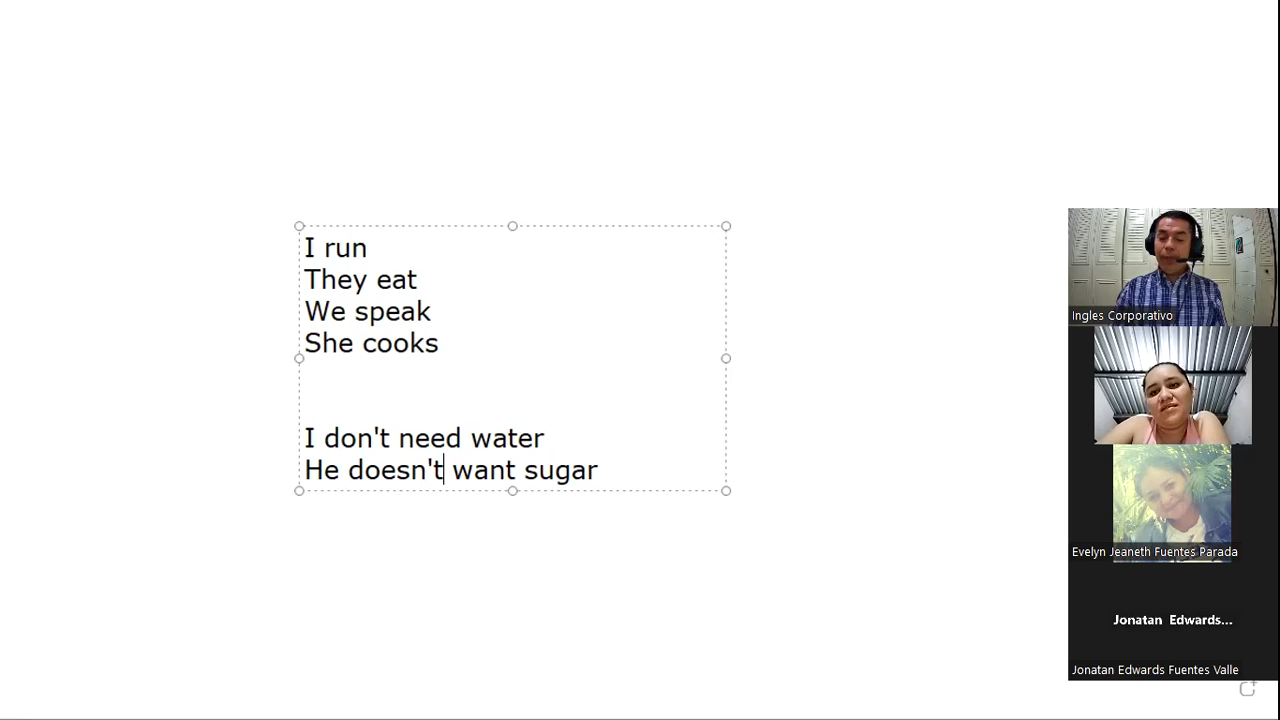 I run
They eat
We speak
She cooks
I don't need water
He doesn't want sugar
Ingles Corporativo
Evelyn Jeaneth Fuentes Parada
Jonatan Edwards...
Jonatan Edwards Fuentes Valle